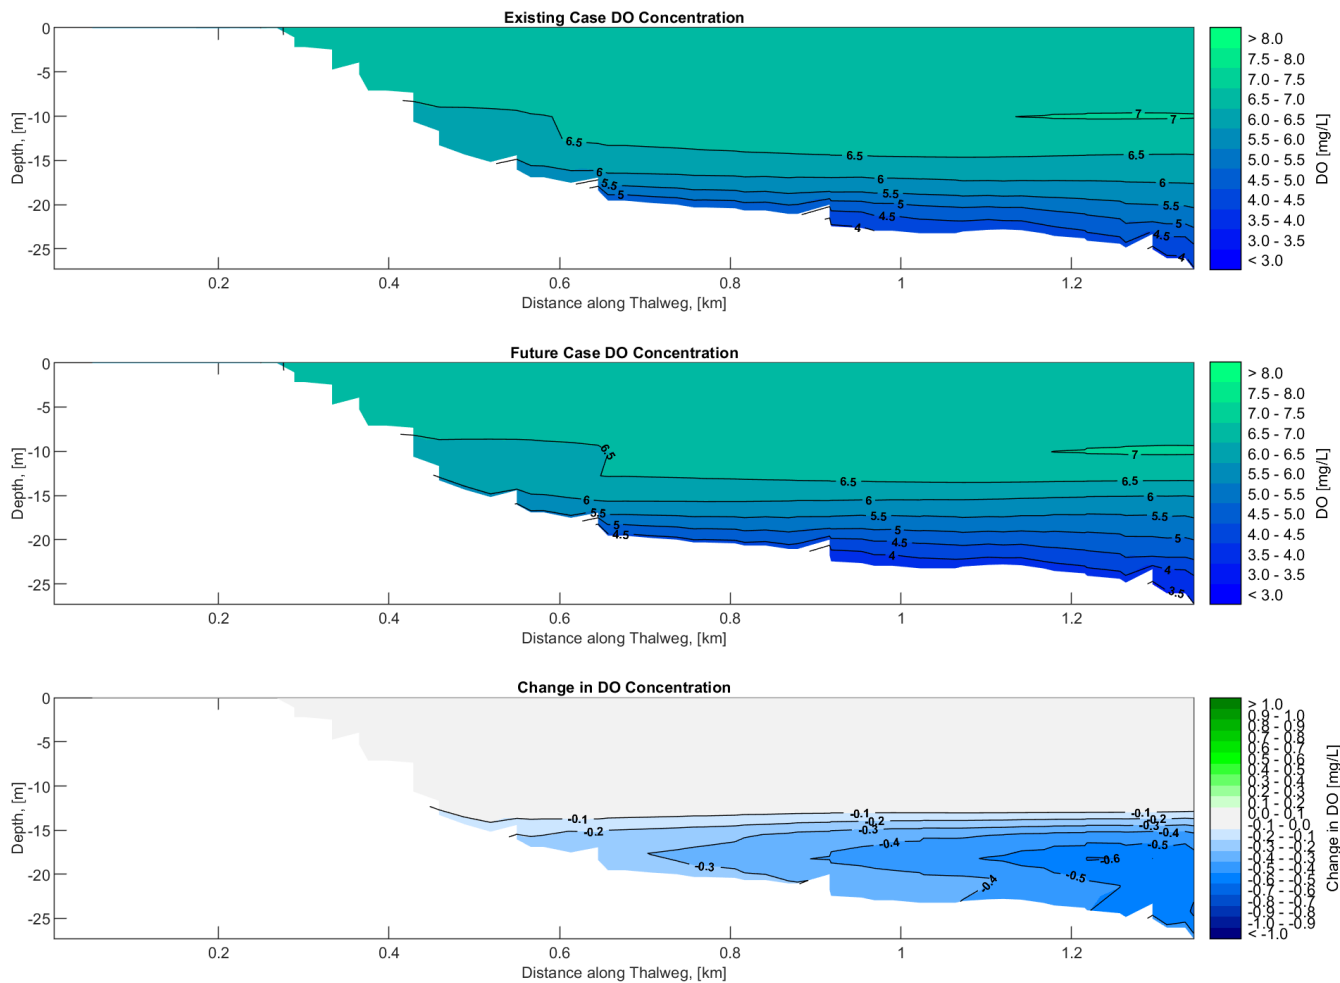 Existing Case DO Concentration
0
-5
-10
-15
-20
-25
Depth, [m]
0.2 0.4 0.6 0.8 1 1.2
Distance along Thalweg, [km]
6.5 6.5 6.5
7 7
6 6 6
5.5 5.5 5.5
5 5 5
4.5 4.5
4 4
> 8.0
7.5 - 8.0
7.0 - 7.5
6.5 - 7.0
6.0 - 6.5
5.5 - 6.0
5.0 - 5.5
4.5 - 5.0
4.0 - 4.5
3.5 - 4.0
3.0 - 3.5
< 3.0
DO [mg/L]
Future Case DO Concentration
0
-5
-10
-15
-20
-25
Depth, [m]
0.2 0.4 0.6 0.8 1 1.2
Distance along Thalweg, [km]
6.5 6.5 6.5
7
6 6 6
5.5 5.5 5.5
5 5 5
4.5 4.5
4 4
3.5
> 8.0
7.5 - 8.0
7.0 - 7.5
6.5 - 7.0
6.0 - 6.5
5.5 - 6.0
5.0 - 5.5
4.5 - 5.0
4.0 - 4.5
3.5 - 4.0
3.0 - 3.5
< 3.0
DO [mg/L]
Change in DO Concentration
0
-5
-10
-15
-20
-25
Depth, [m]
0.2 0.4 0.6 0.8 1 1.2
Distance along Thalweg, [km]
-0.1 -0.1 -0.1
-0.2 -0.2 -0.2
-0.3 -0.3 -0.3
-0.4 -0.4 -0.4
-0.5 -0.5
-0.6
> 1.0
0.9 - 1.0
0.8 - 0.9
0.7 - 0.8
0.6 - 0.7
0.5 - 0.6
0.4 - 0.5
0.3 - 0.4
0.2 - 0.3
0.1 - 0.2
0.0 - 0.1
-0.1 - 0.0
-0.2 - -0.1
-0.3 - -0.2
-0.4 - -0.3
-0.5 - -0.4
-0.6 - -0.5
-0.7 - -0.6
-0.8 - -0.7
-0.9 - -0.8
-1.0 - -0.9
< -1.0
Change in DO [mg/L]